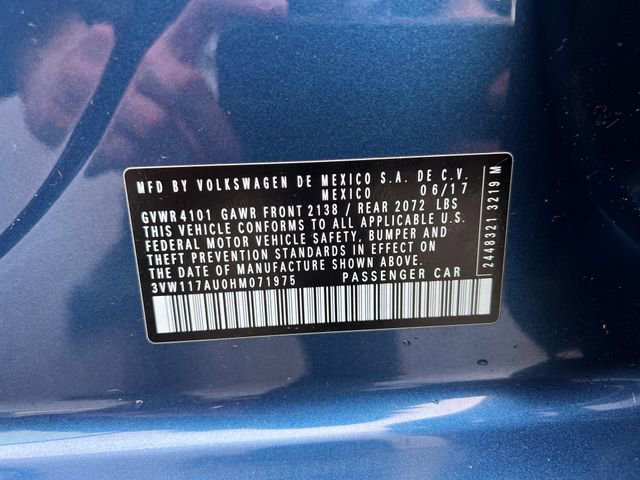 MFD BY VOLKSWAGEN DE MEXICO S.A. DE C.V.
MEXICO 06/17
GVWR4101 GAWR FRONT 2138 / REAR 2072 LBS
THIS VEHICLE CONFORMS TO ALL APPLICABLE U.S.
FEDERAL MOTOR VEHICLE SAFETY, BUMPER AND
THEFT PREVENTION STANDARDS IN EFFECT ON
THE DATE OF MANUFACTURE SHOWN ABOVE.
3VW117AU0HM071975 PASSENGER CAR
2448321 3219 M